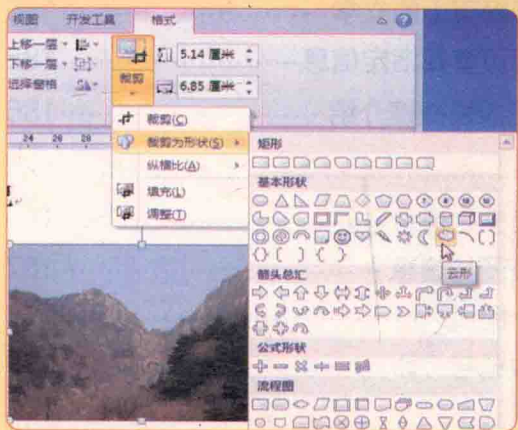 视图 开发工具 格式
上移一层
下移一层
选择窗格
裁剪
5.14 厘米
6.85 厘米
裁剪(C)
裁剪为形状(S)
纵横比(A)
填充(L)
调整(T)
24 26 28
矩形
基本形状
云形
箭头总汇
公式形状
流程图